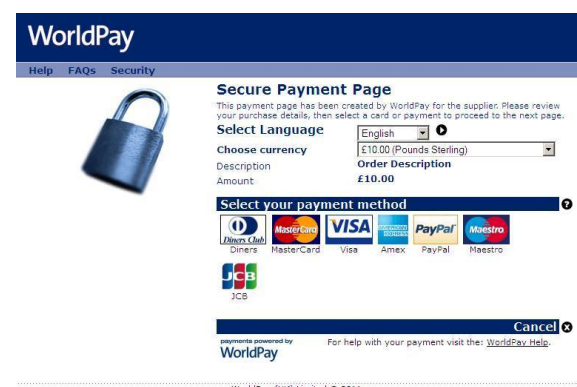 WorldPay
Help FAQs Security
Secure Payment Page
This payment page has been created by WorldPay for the supplier. Please review
your purchase details, then select a card or payment to proceed to the next page.
Select Language English
Choose currency £10.00 (Pounds Sterling)
Description Order Description
Amount £10.00
Select your payment method
Diners Club MasterCard VISA PayPal Maestro
Diners MasterCard Visa Amex PayPal Maestro
JCB
JCB
Cancel
payments powered by
WorldPay
For help with your payment visit the: WorldPay Help.